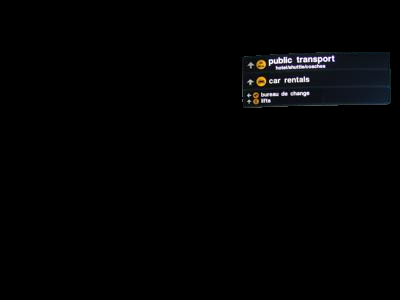 public transport
hotel/shuttle/coaches
car rentals
bureau de change
lifts